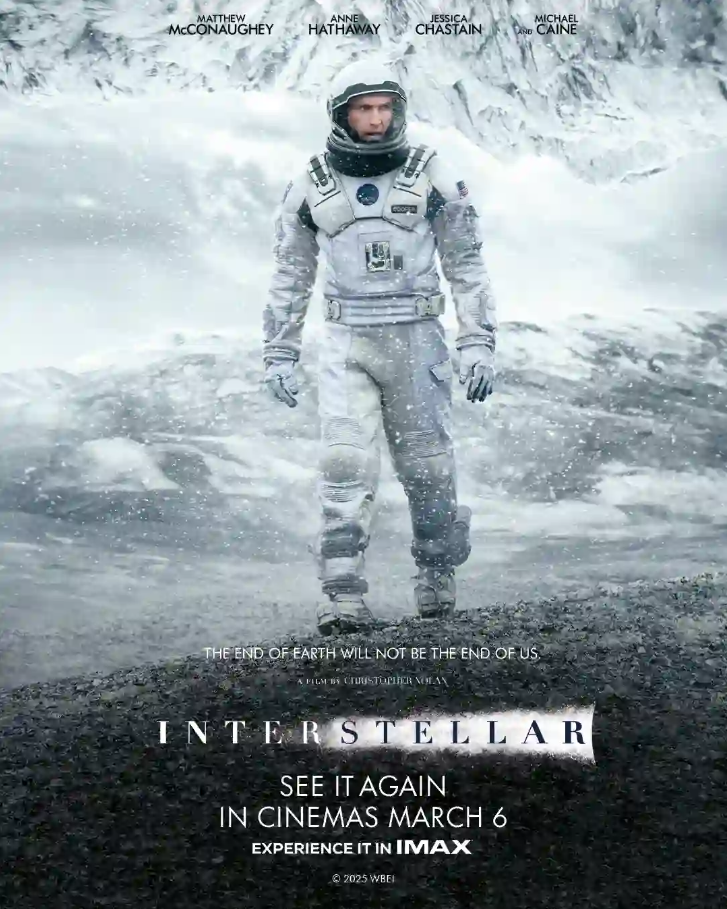 MATTHEW McCONAUGHEY
ANNE HATHAWAY
JESSICA CHASTAIN
MICHAEL AND CAINE
COOPER
THE END OF EARTH WILL NOT BE THE END OF US.
A FILM BY CHRISTOPHER NOLAN
INTERSTELLAR
SEE IT AGAIN
IN CINEMAS MARCH 6
EXPERIENCE IT IN IMAX
© 2025 WBEI